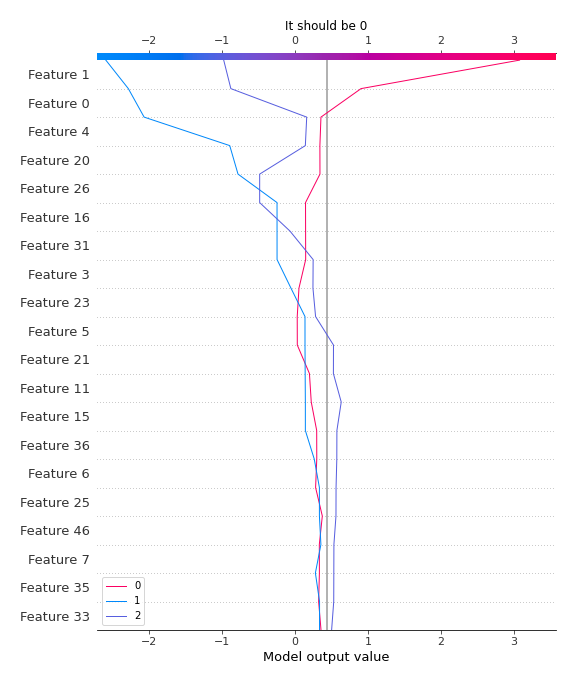 It should be 0
−2 −1 0 1 2 3
Feature 1
Feature 0
Feature 4
Feature 20
Feature 26
Feature 16
Feature 31
Feature 3
Feature 23
Feature 5
Feature 21
Feature 11
Feature 15
Feature 36
Feature 6
Feature 25
Feature 46
Feature 7
Feature 35
Feature 33
0
1
2
−2 −1 0 1 2 3
Model output value